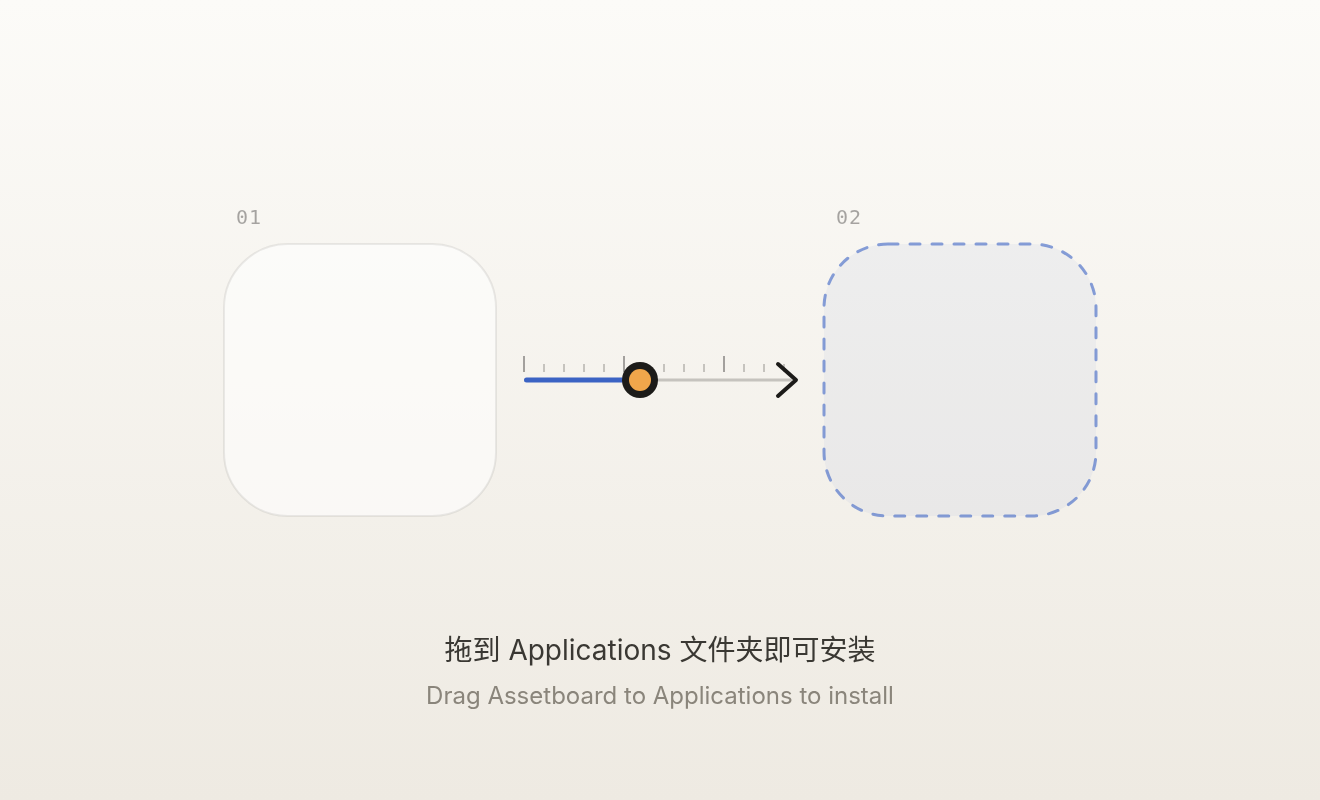 01
02
拖到 Applications 文件夹即可安装
Drag Assetboard to Applications to install